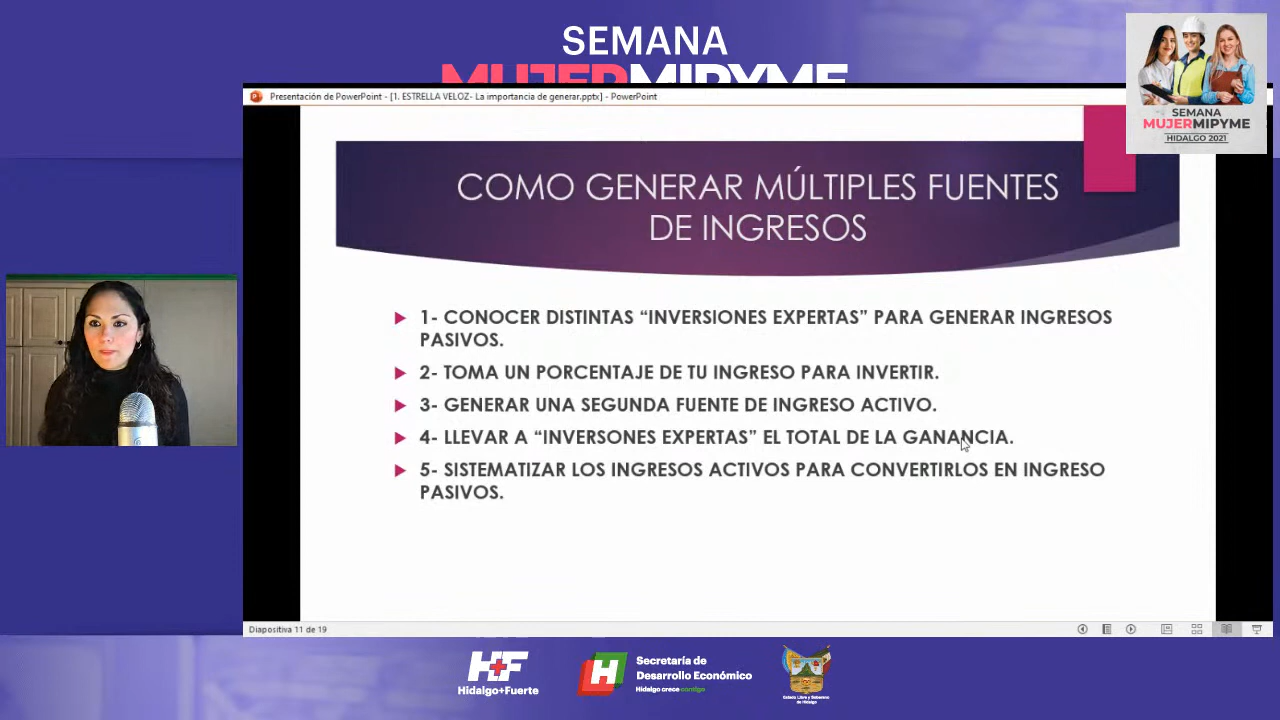 SEMANA
MUJERMIPYME
SEMANA
MUJERMIPYME
HIDALGO 2021
Presentación de PowerPoint - [1. ESTRELLA VELOZ- La importancia de generar.pptx] - PowerPoint
COMO GENERAR MÚLTIPLES FUENTES
DE INGRESOS
1- CONOCER DISTINTAS “INVERSIONES EXPERTAS” PARA GENERAR INGRESOS
PASIVOS.
2- TOMA UN PORCENTAJE DE TU INGRESO PARA INVERTIR.
3- GENERAR UNA SEGUNDA FUENTE DE INGRESO ACTIVO.
4- LLEVAR A “INVERSONES EXPERTAS” EL TOTAL DE LA GANANCIA.
5- SISTEMATIZAR LOS INGRESOS ACTIVOS PARA CONVERTIRLOS EN INGRESO
PASIVOS.
Diapositiva 11 de 19
HF
Hidalgo+Fuerte
H
Secretaría de
Desarrollo Económico
Hidalgo crece contigo
Estado Libre y Soberano
de Hidalgo